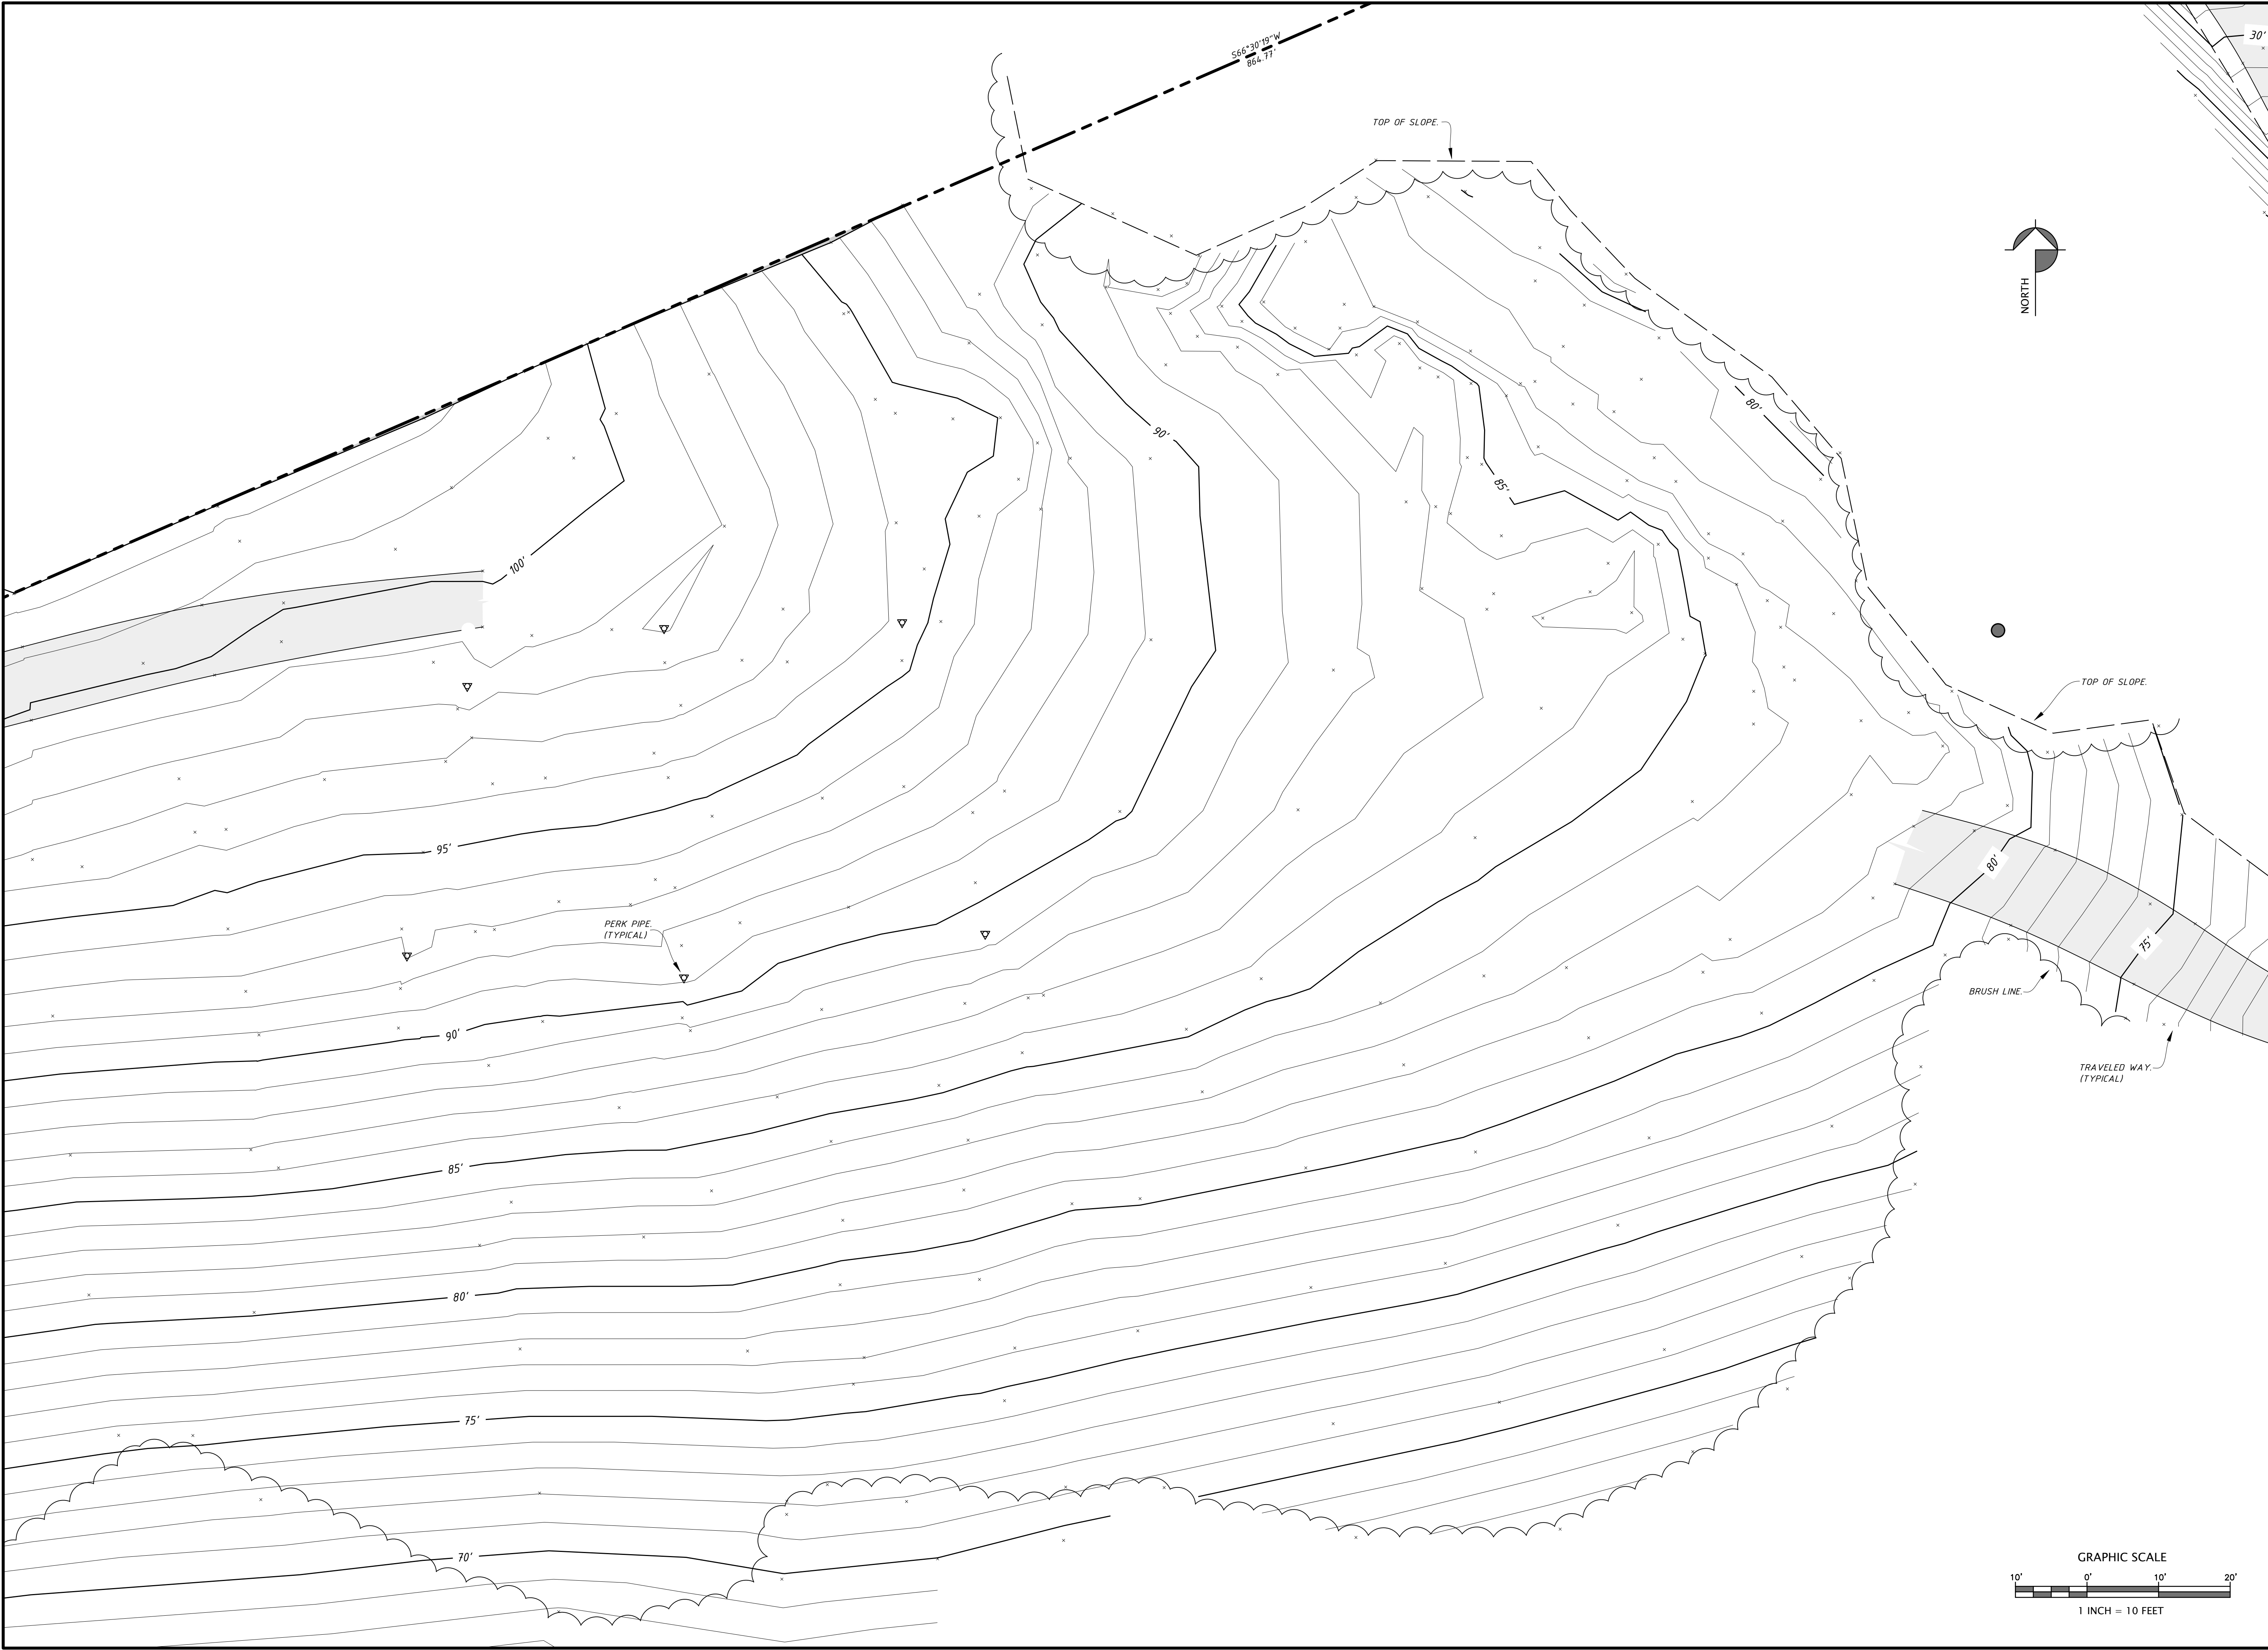 S66°30'19"W
864.77'
30'
TOP OF SLOPE.
NORTH
80'
90'
85'
100'
TOP OF SLOPE.
95'
80'
PERK PIPE.
(TYPICAL)
75'
BRUSH LINE.
90'
TRAVELED WAY.
(TYPICAL)
85'
80'
75'
70'
GRAPHIC SCALE
10' 0' 10' 20'
1 INCH = 10 FEET